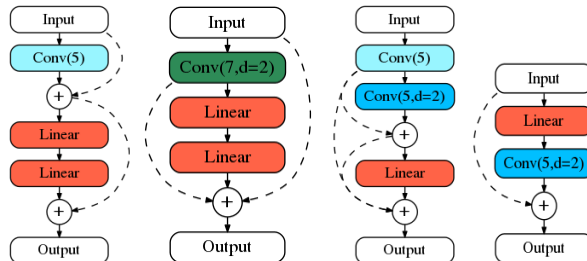 Input
Conv(5)
+
Linear
Linear
+
Output
Input
Conv(7,d=2)
Linear
Linear
+
Output
Input
Conv(5)
Conv(5,d=2)
+
Linear
+
Output
Input
Linear
Conv(5,d=2)
+
Output